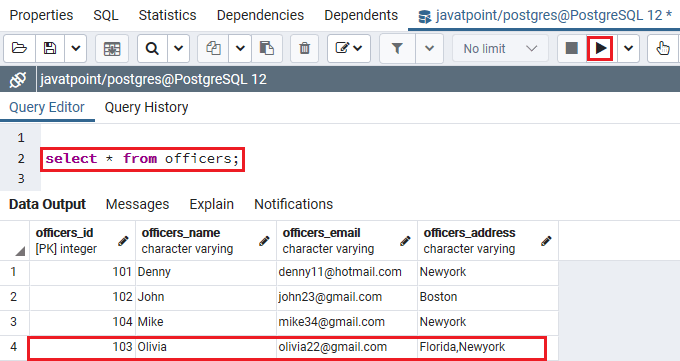 Properties SQL Statistics Dependencies Dependents javatpoint/postgres@PostgreSQL 12 *
No limit
javatpoint/postgres@PostgreSQL 12
Query Editor Query History
1
2 select * from officers;
3
Data Output Messages Explain Notifications
officers_id officers_name officers_email officers_address
[PK] integer character varying character varying character varying
1 101 Denny denny11@hotmail.com Newyork
2 102 John john23@gmail.com Boston
3 104 Mike mike34@gmail.com Newyork
4 103 Olivia olivia22@gmail.com Florida,Newyork